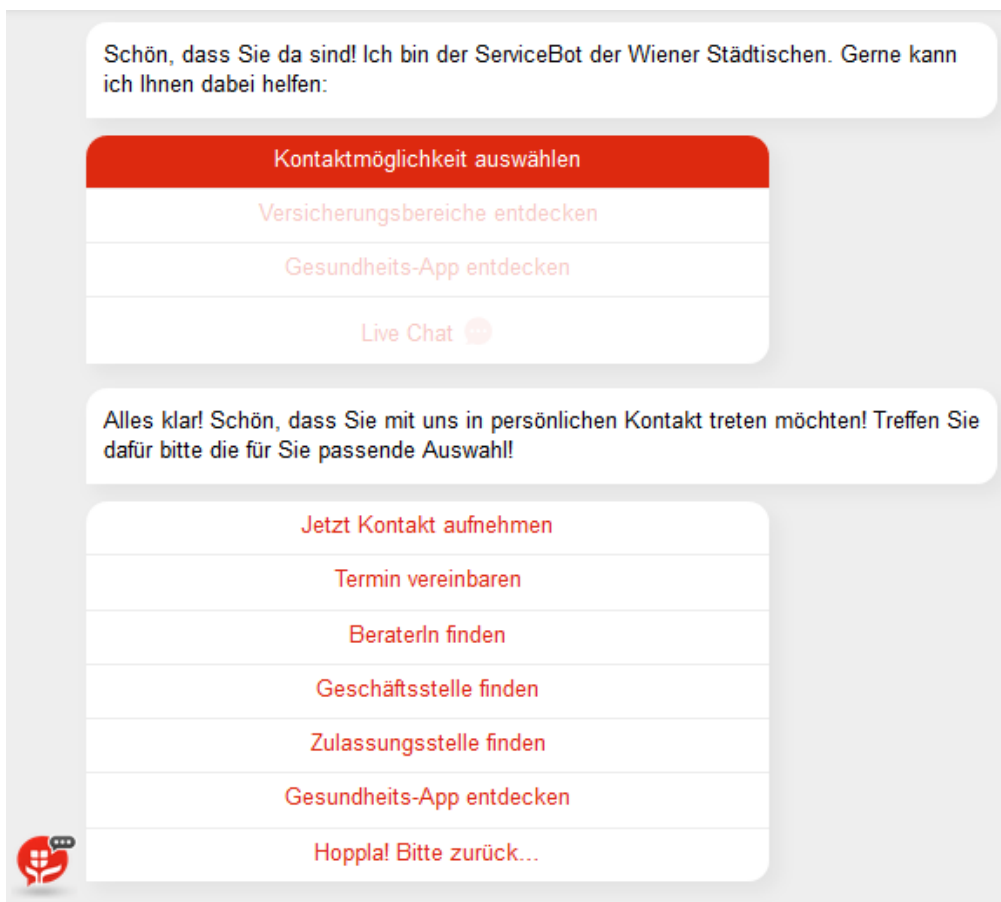 Schön, dass Sie da sind! Ich bin der ServiceBot der Wiener Städtischen. Gerne kann
ich Ihnen dabei helfen:
Kontaktmöglichkeit auswählen
Versicherungsbereiche entdecken
Gesundheits-App entdecken
Live Chat
Alles klar! Schön, dass Sie mit uns in persönlichen Kontakt treten möchten! Treffen Sie
dafür bitte die für Sie passende Auswahl!
Jetzt Kontakt aufnehmen
Termin vereinbaren
BeraterIn finden
Geschäftsstelle finden
Zulassungsstelle finden
Gesundheits-App entdecken
Hoppla! Bitte zurück...